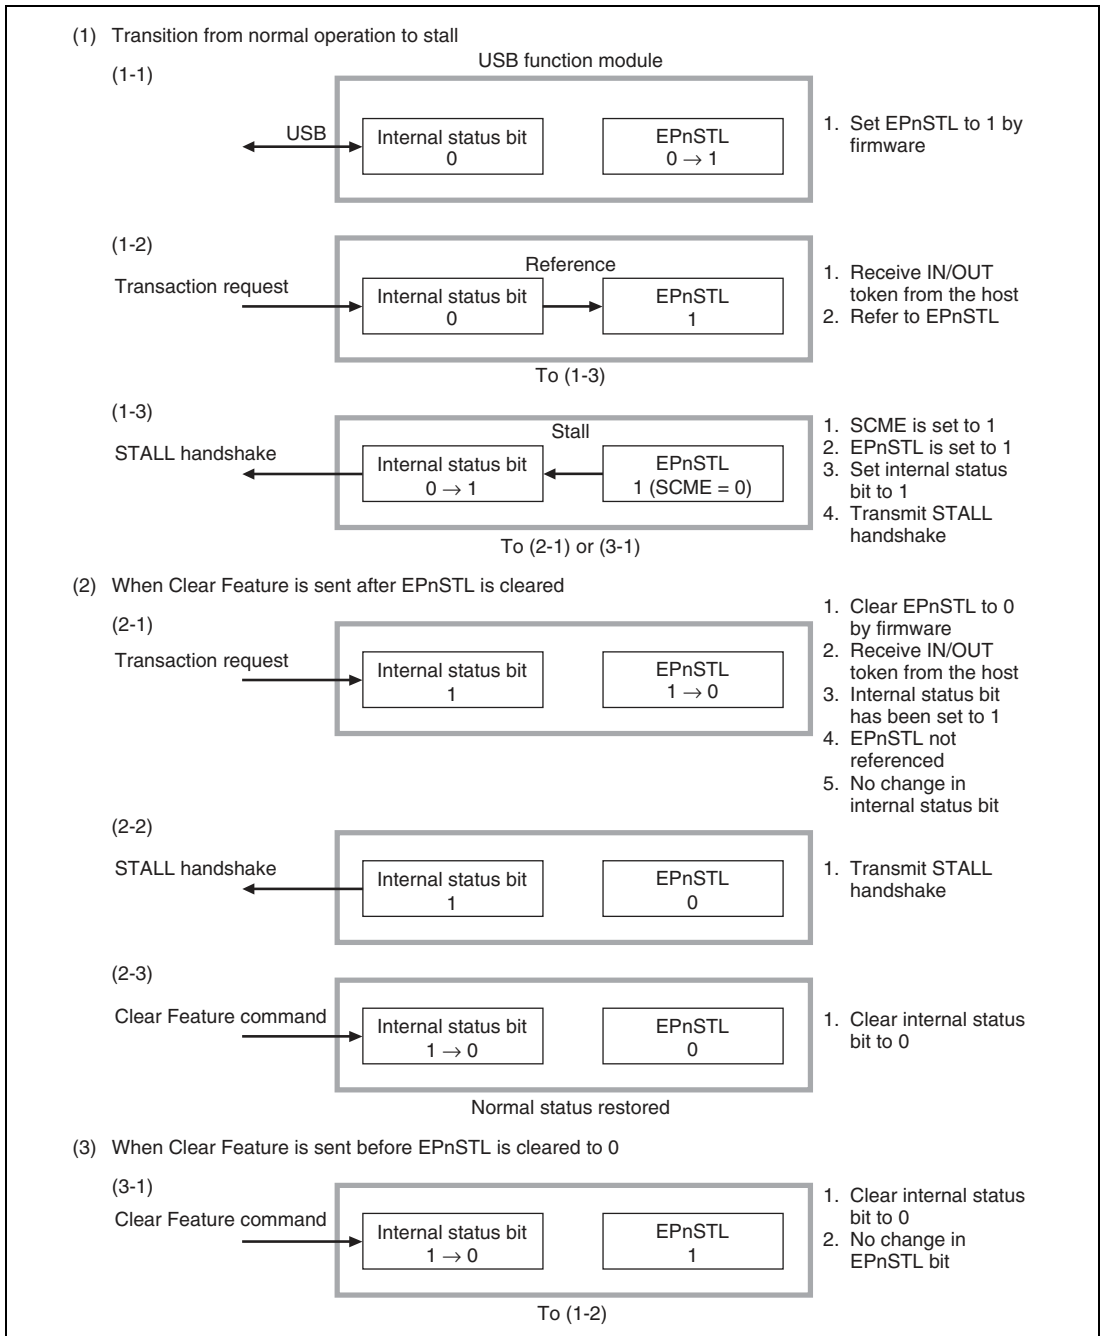 (1) Transition from normal operation to stall
USB function module
(1-1)
USB
Internal status bit
0
EPnSTL
0 → 1
1. Set EPnSTL to 1 by
firmware
(1-2)
Transaction request
Reference
Internal status bit
0
EPnSTL
1
1. Receive IN/OUT
token from the host
2. Refer to EPnSTL
To (1-3)
(1-3)
STALL handshake
Stall
Internal status bit
0 → 1
EPnSTL
1 (SCME = 0)
1. SCME is set to 1
2. EPnSTL is set to 1
3. Set internal status
bit to 1
4. Transmit STALL
handshake
To (2-1) or (3-1)
(2) When Clear Feature is sent after EPnSTL is cleared
(2-1)
Transaction request
Internal status bit
1
EPnSTL
1 → 0
1. Clear EPnSTL to 0
by firmware
2. Receive IN/OUT
token from the host
3. Internal status bit
has been set to 1
4. EPnSTL not
referenced
5. No change in
internal status bit
(2-2)
STALL handshake
Internal status bit
1
EPnSTL
0
1. Transmit STALL
handshake
(2-3)
Clear Feature command
Internal status bit
1 → 0
EPnSTL
0
1. Clear internal status
bit to 0
Normal status restored
(3) When Clear Feature is sent before EPnSTL is cleared to 0
(3-1)
Clear Feature command
Internal status bit
1 → 0
EPnSTL
1
1. Clear internal status
bit to 0
2. No change in
EPnSTL bit
To (1-2)